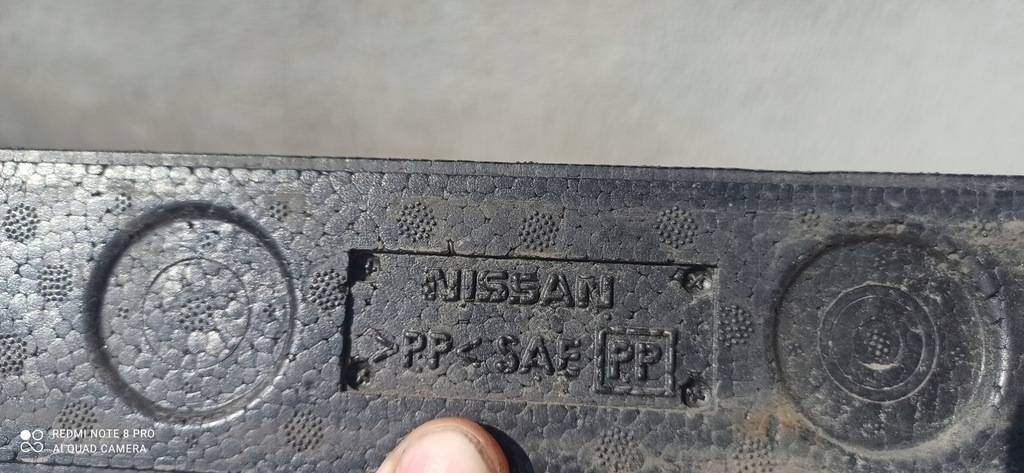 NISSAN
>PP< SAE PP
REDMI NOTE 8 PRO
AI QUAD CAMERA